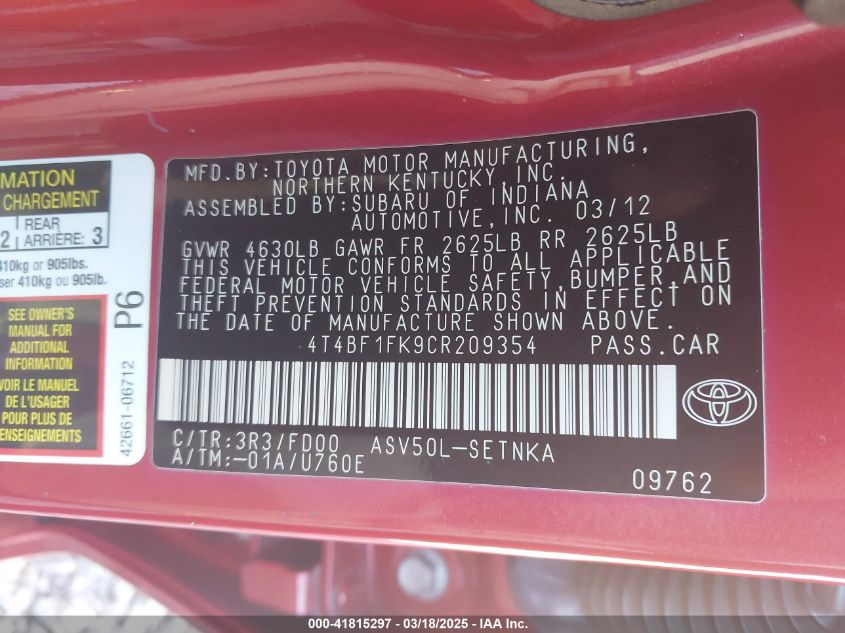 MATION
CHARGEMENT
2 REAR 3
ARRIÈRE:
410kg or 905lbs.
ser 410kg ou 905lb.
SEE OWNER'S
MANUAL FOR
ADDITIONAL
INFORMATION
VOIR LE MANUEL
DE L'USAGER
POUR PLUS DE
ENSEIGNEMENTS
P6
42661-06712
MFD.BY:TOYOTA MOTOR MANUFACTURING,
NORTHERN KENTUCKY, INC.
ASSEMBLED BY:SUBARU OF INDIANA
AUTOMOTIVE, INC. 03/12
GVWR 4630LB GAWR FR 2625LB RR 2625LB
THIS VEHICLE CONFORMS TO ALL APPLICABLE
FEDERAL MOTOR VEHICLE SAFETY,BUMPER,AND
THEFT PREVENTION STANDARDS IN EFFECT ON
THE DATE OF MANUFACTURE SHOWN ABOVE.
4T4BF1FK9CR209354 PASS.CAR
C/TR:3R3/FD00 ASV50L-SETNKA
A/TM:-01A/U760E
09762
000-41815297 - 03/18/2025 - IAA Inc.